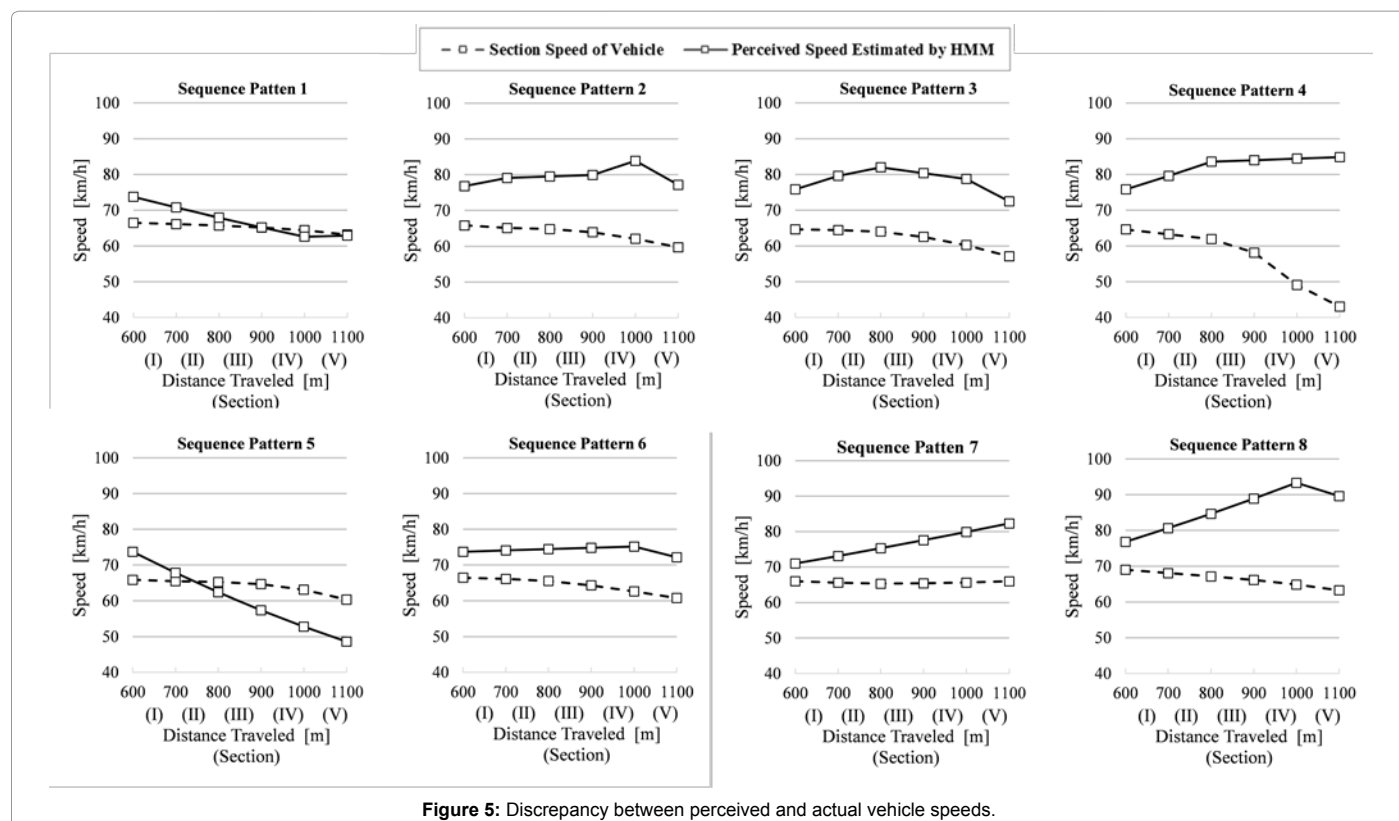 Section Speed of Vehicle Perceived Speed Estimated by HMM
Sequence Patten 1
Speed [km/h]
100
90
80
70
60
50
40
600 700 800 900 1000 1100
(I) (II) (III) (IV) (V)
Distance Traveled [m]
(Section)
Sequence Pattern 2
Speed [km/h]
100
90
80
70
60
50
40
600 700 800 900 1000 1100
(I) (II) (III) (IV) (V)
Distance Traveled [m]
(Section)
Sequence Pattern 3
Speed [km/h]
100
90
80
70
60
50
40
600 700 800 900 1000 1100
(I) (II) (III) (IV) (V)
Distance Traveled [m]
(Section)
Sequence Pattern 4
Speed [km/h]
100
90
80
70
60
50
40
600 700 800 900 1000 1100
(I) (II) (III) (IV) (V)
Distance Traveled [m]
(Section)
Sequence Pattern 5
Speed [km/h]
100
90
80
70
60
50
40
600 700 800 900 1000 1100
(I) (II) (III) (IV) (V)
Distance Traveled [m]
(Section)
Sequence Pattern 6
Speed [km/h]
100
90
80
70
60
50
40
600 700 800 900 1000 1100
(I) (II) (III) (IV) (V)
Distance Traveled [m]
(Section)
Sequence Patten 7
Speed [km/h]
100
90
80
70
60
50
40
600 700 800 900 1000 1100
(I) (II) (III) (IV) (V)
Distance Traveled [m]
(Section)
Sequence Pattern 8
Speed [km/h]
100
90
80
70
60
50
40
600 700 800 900 1000 1100
(I) (II) (III) (IV) (V)
Distance Traveled [m]
(Section)
Figure 5: Discrepancy between perceived and actual vehicle speeds.